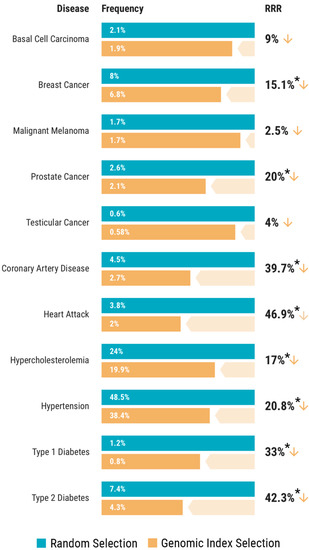 Disease Frequency RRR
Basal Cell Carcinoma 2.1% 1.9% 9% ↓
Breast Cancer 8% 6.8% 15.1%*↓
Malignant Melanoma 1.7% 1.7% 2.5% ↓
Prostate Cancer 2.6% 2.1% 20%*↓
Testicular Cancer 0.6% 0.58% 4% ↓
Coronary Artery Disease 4.5% 2.7% 39.7%*↓
Heart Attack 3.8% 2% 46.9%*↓
Hypercholesterolemia 24% 19.9% 17%*↓
Hypertension 48.5% 38.4% 20.8%*↓
Type 1 Diabetes 1.2% 0.8% 33%*↓
Type 2 Diabetes 7.4% 4.3% 42.3%*↓
Random Selection Genomic Index Selection